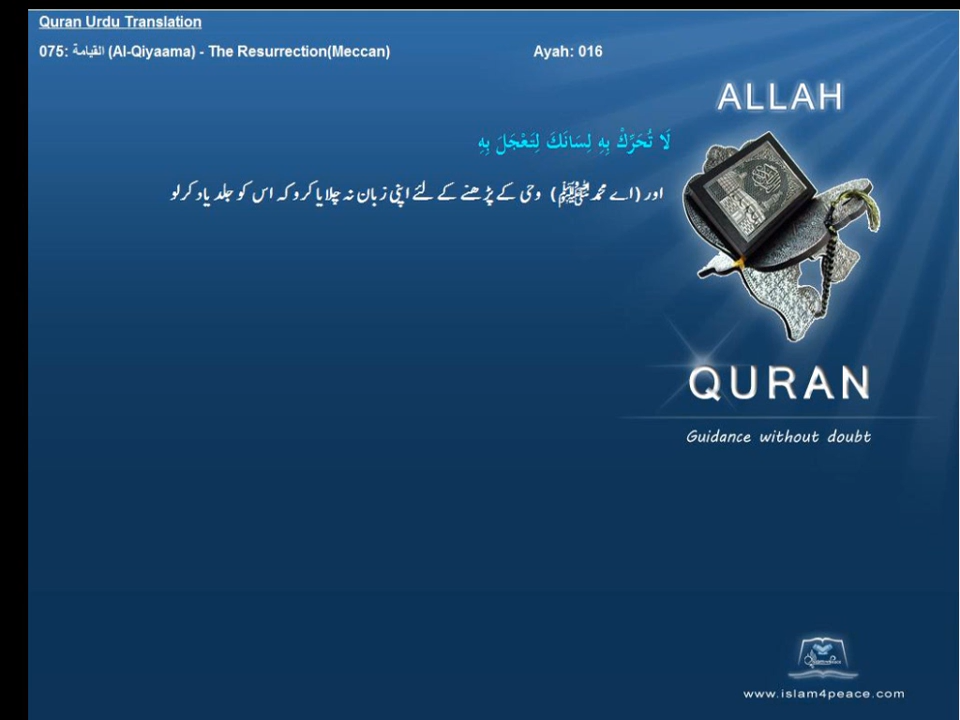 Quran Urdu Translation
075: القيامة (Al-Qiyaama) - The Resurrection(Meccan) Ayah: 016
ALLAH
لَا تُحَرِّكْ بِهِ لِسَانَكَ لِتَعْجَلَ بِهِ
اور (اے محمدﷺ) وحی کے پڑھنے کے لئے اپنی زبان نہ چلایا کرو کہ اس کو جلد یاد کرلو
QURAN
Guidance without doubt
www.islam4peace.com